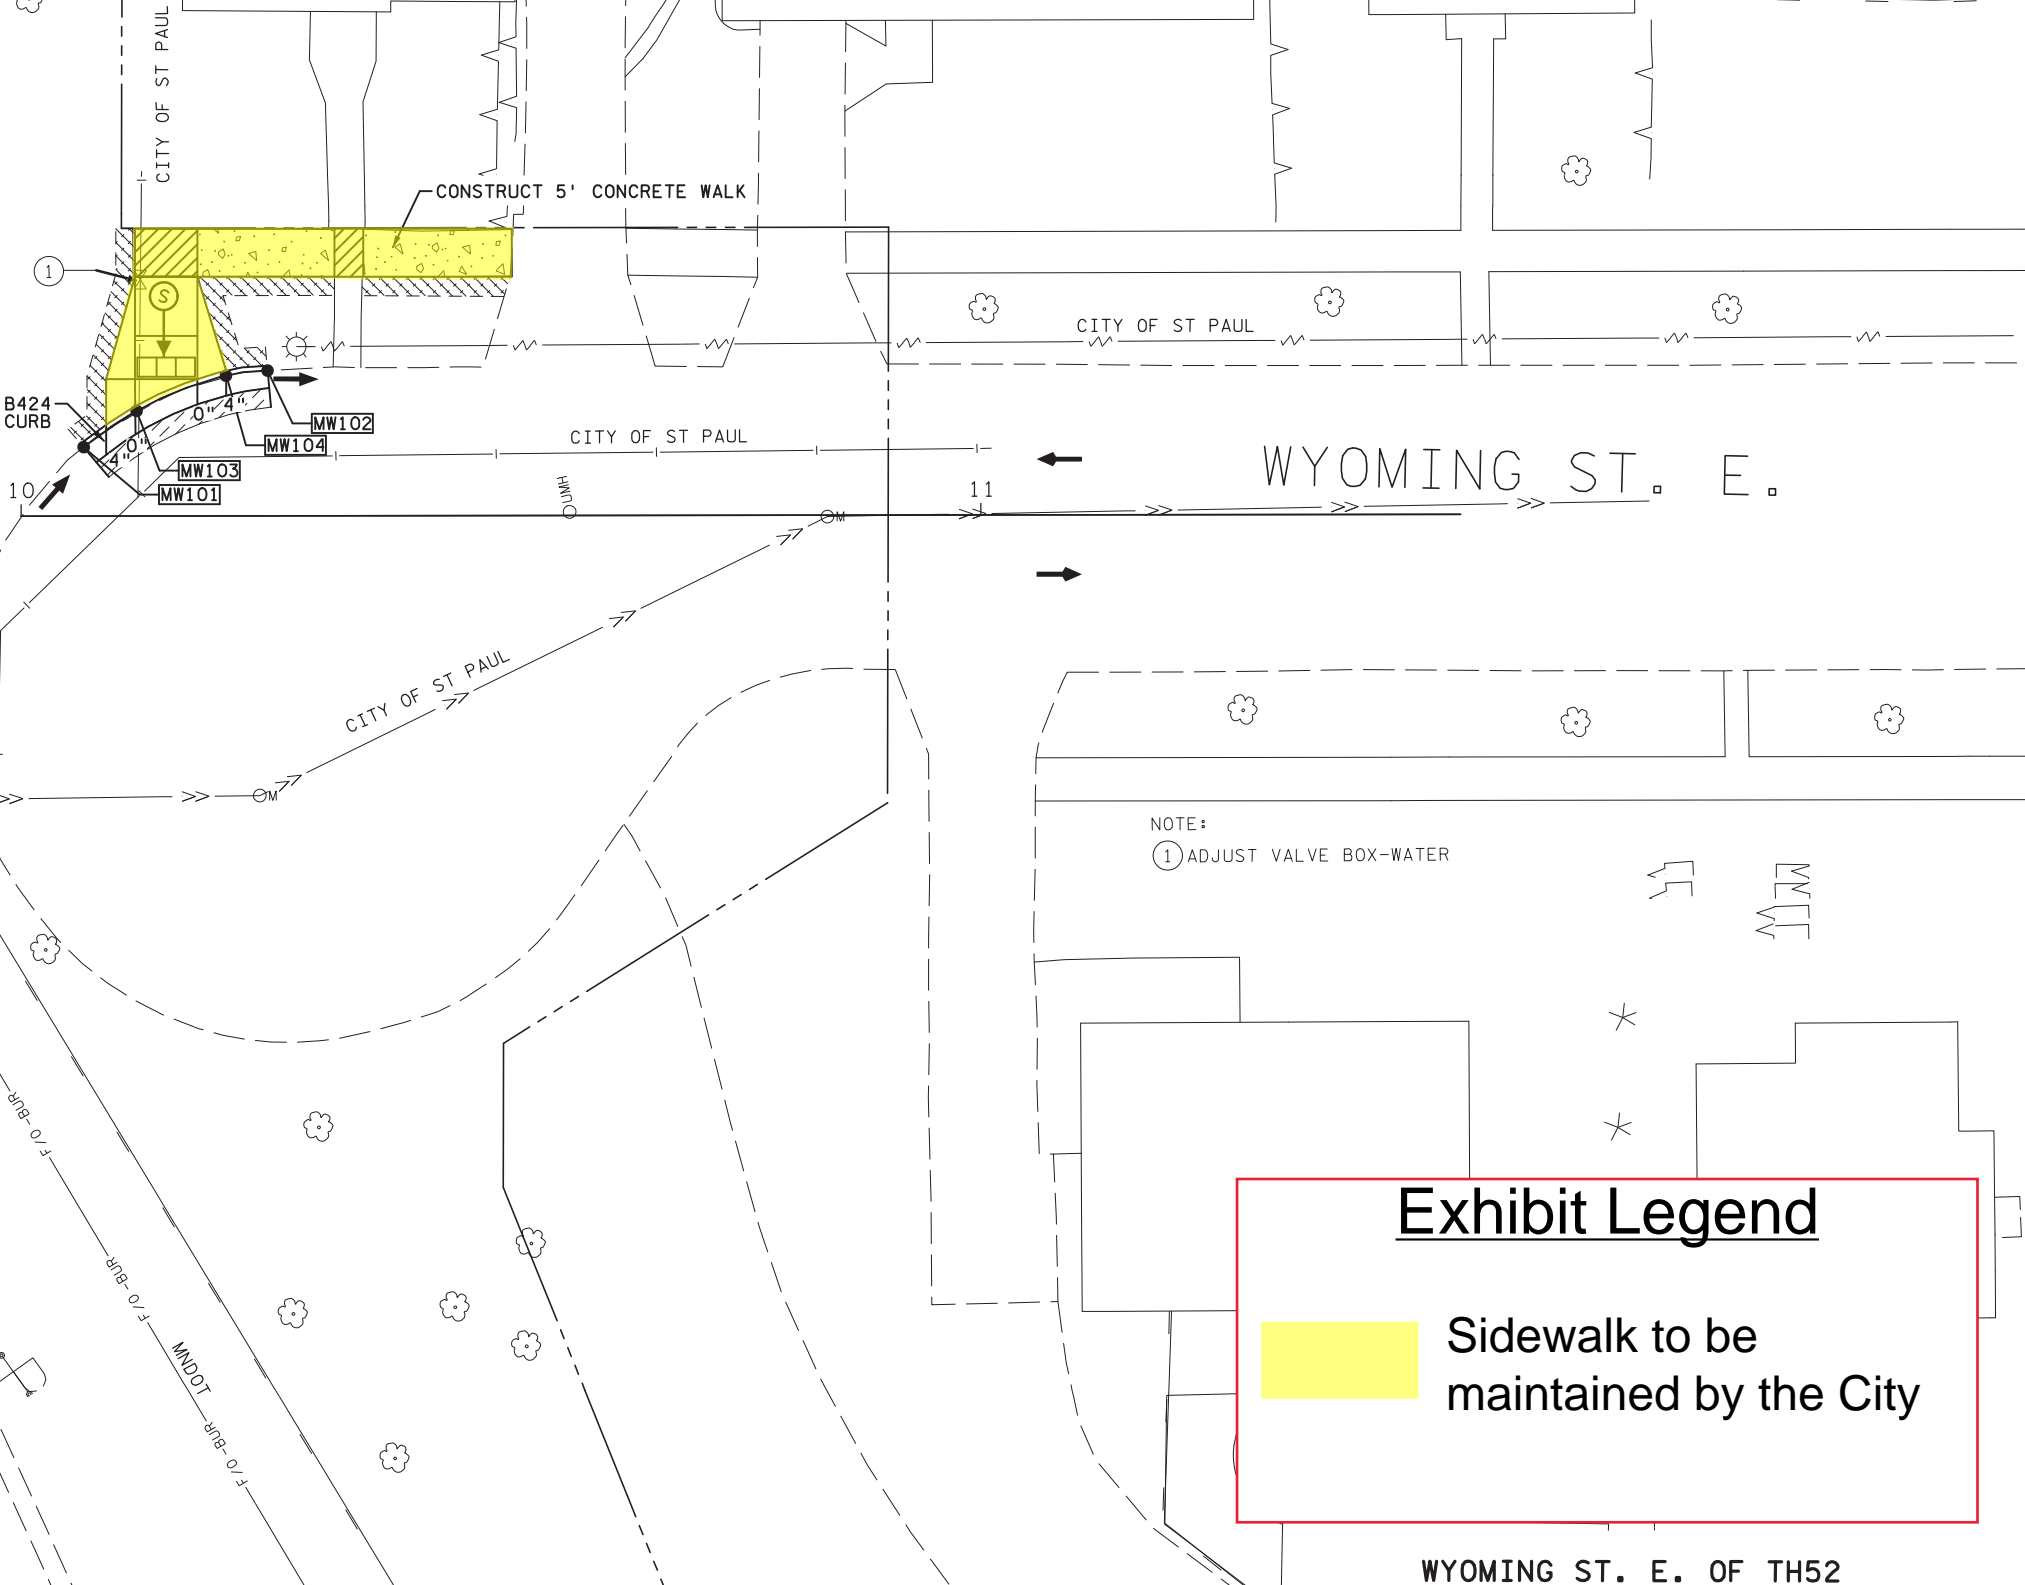 CITY OF ST PAUL
CONSTRUCT 5' CONCRETE WALK
1
S
CITY OF ST PAUL
B424
CURB
0" 4"
0"
4"
MW102
MW104
MW103
MW101
CITY OF ST PAUL
WYOMING ST. E.
10
HMU
11
M
CITY OF ST PAUL
M
NOTE:
1 ADJUST VALVE BOX-WATER
F/O-BUR
F/O-BUR
MNDOT
F/O-BUR
Exhibit Legend
Sidewalk to be
maintained by the City
WYOMING ST. E. OF TH52